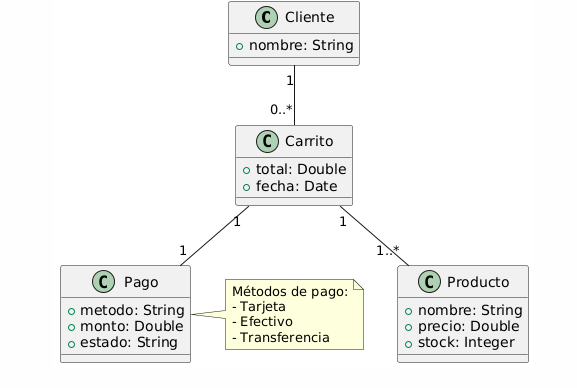 C Cliente
nombre: String
1
0..*
C Carrito
total: Double
fecha: Date
1
1
1
1..*
C Pago
metodo: String
monto: Double
estado: String
Métodos de pago:
- Tarjeta
- Efectivo
- Transferencia
C Producto
nombre: String
precio: Double
stock: Integer